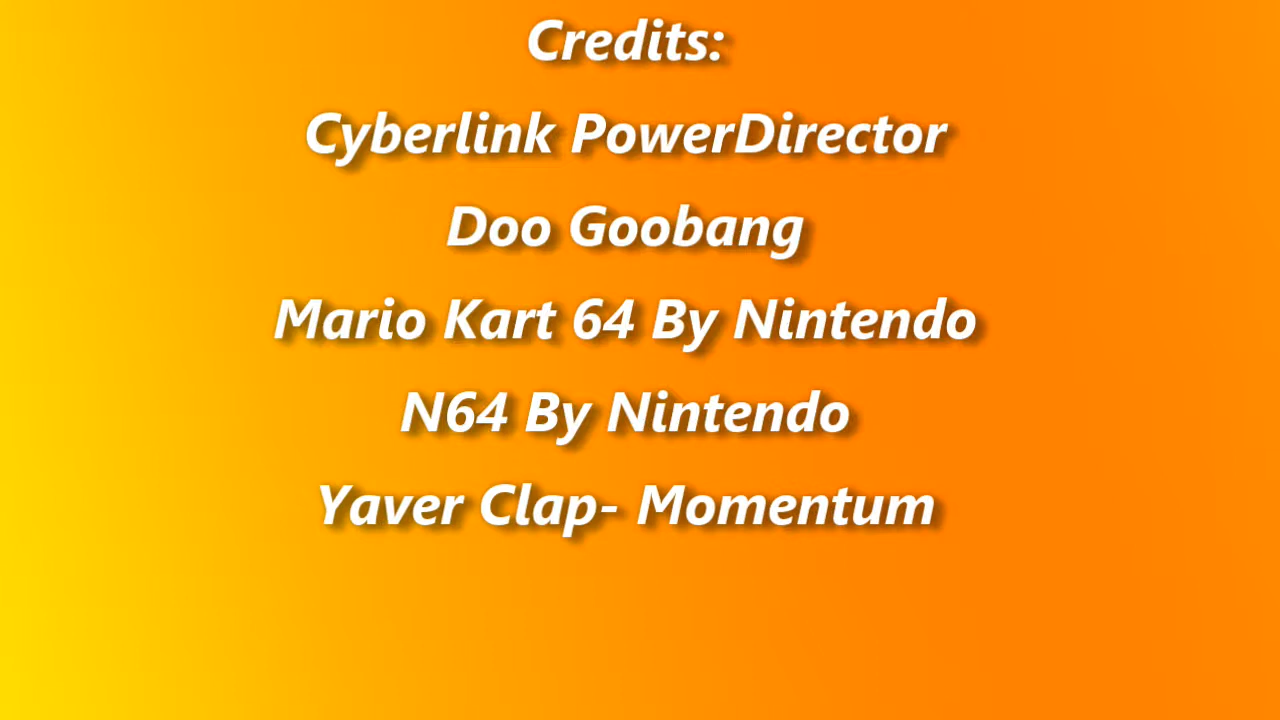 Credits:
Cyberlink PowerDirector
Doo Goobang
Mario Kart 64 By Nintendo
N64 By Nintendo
Yaver Clap- Momentum